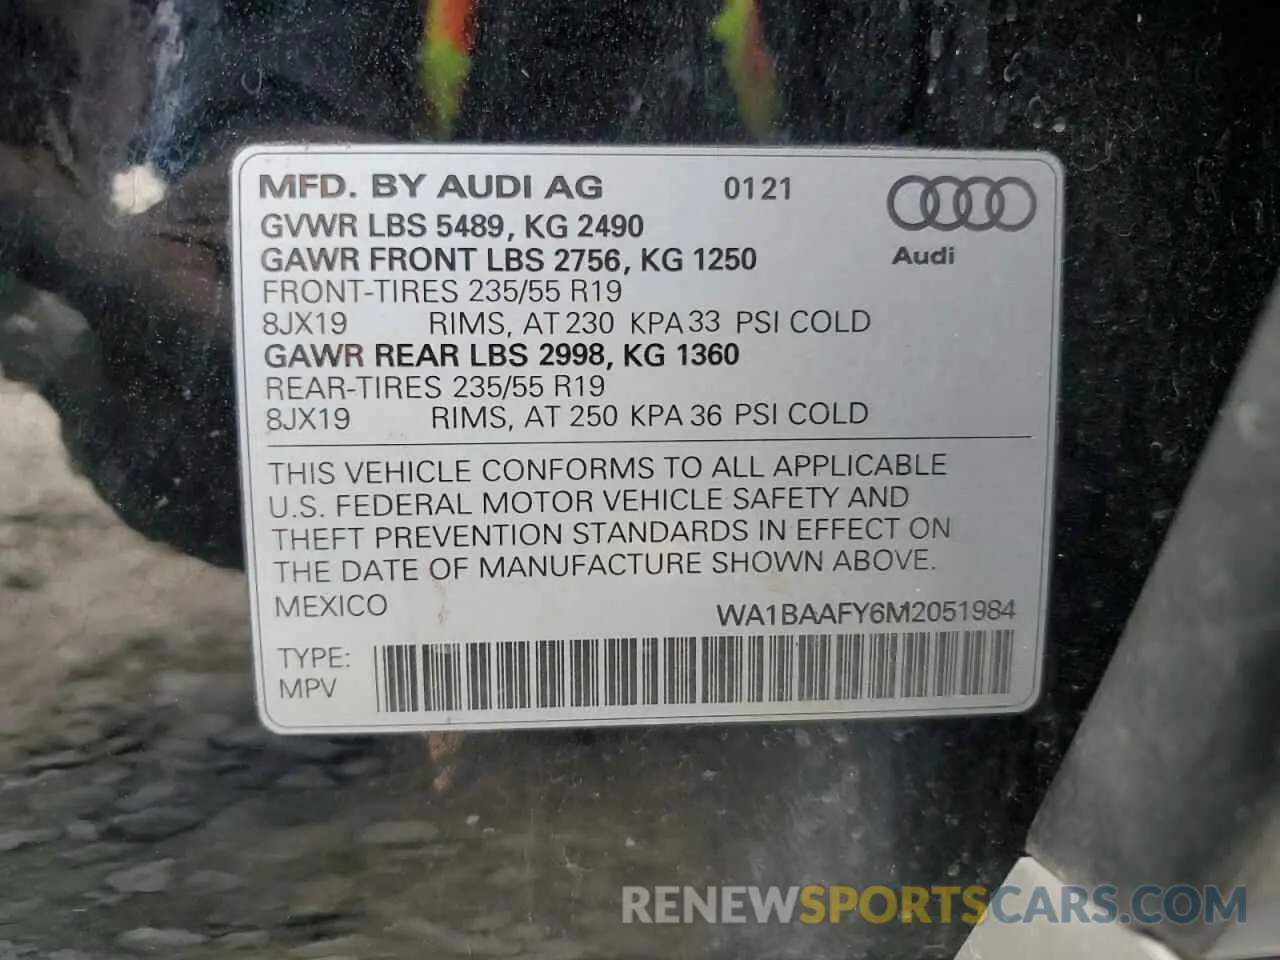 MFD. BY AUDI AG 0121
GVWR LBS 5489, KG 2490
GAWR FRONT LBS 2756, KG 1250
Audi
FRONT-TIRES 235/55 R19
8JX19 RIMS, AT 230 KPA 33 PSI COLD
GAWR REAR LBS 2998, KG 1360
REAR-TIRES 235/55 R19
8JX19 RIMS, AT 250 KPA 36 PSI COLD
THIS VEHICLE CONFORMS TO ALL APPLICABLE
U.S. FEDERAL MOTOR VEHICLE SAFETY AND
THEFT PREVENTION STANDARDS IN EFFECT ON
THE DATE OF MANUFACTURE SHOWN ABOVE.
MEXICO WA1BAAFY6M2051984
TYPE:
MPV
RENEWSPORTSCARS.COM